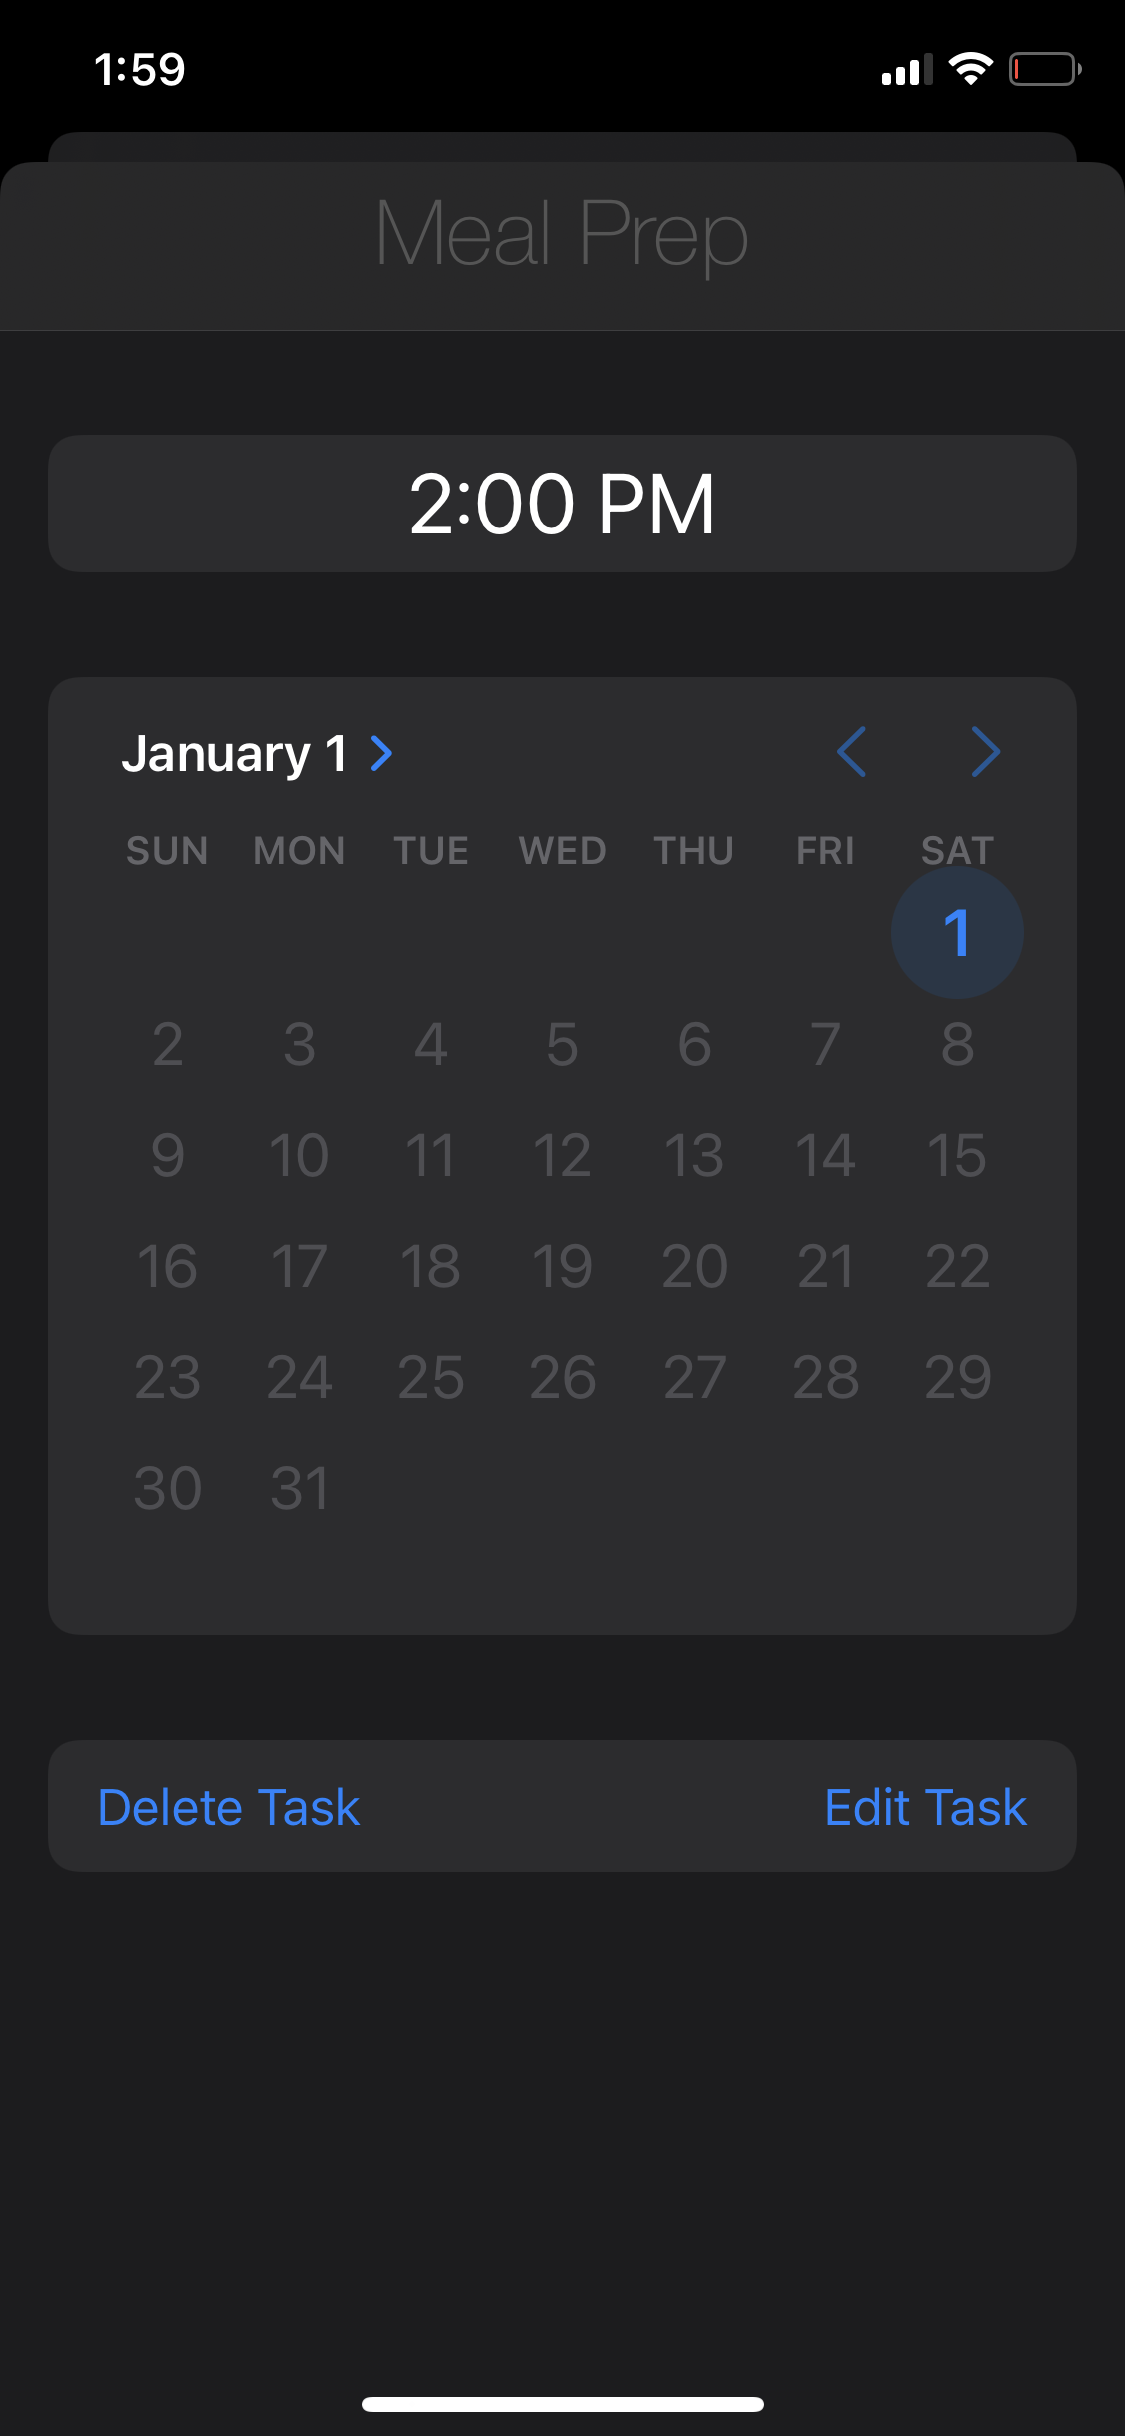 1:59
Meal Prep
2:00 PM
January 1
SUN MON TUE WED THU FRI SAT
1
2 3 4 5 6 7 8
9 10 11 12 13 14 15
16 17 18 19 20 21 22
23 24 25 26 27 28 29
30 31
Delete Task Edit Task